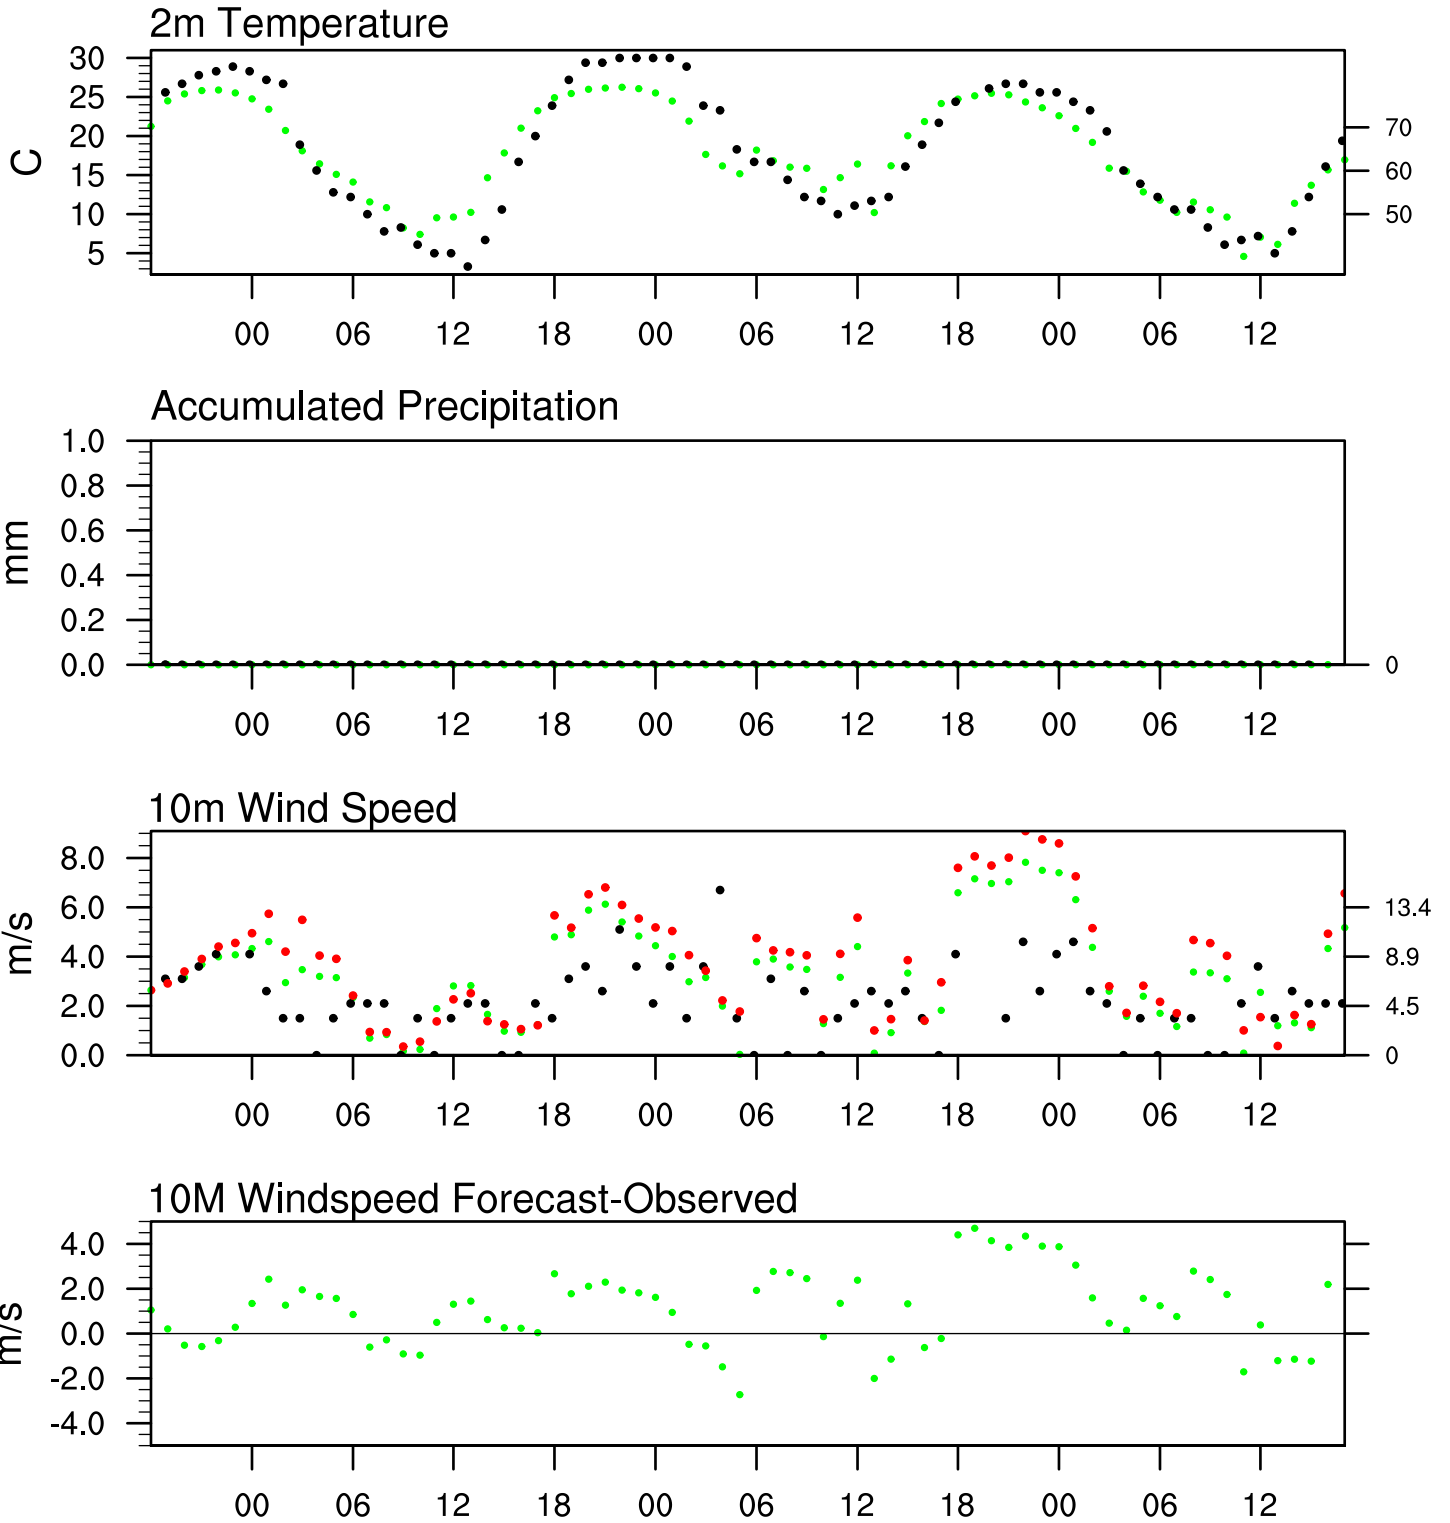 2m Temperature
30
25
20
15
10
5
C
70
60
50
00 06 12 18 00 06 12 18 00 06 12
Accumulated Precipitation
1.0
0.8
0.6
0.4
0.2
0.0
mm
0
00 06 12 18 00 06 12 18 00 06 12
10m Wind Speed
8.0
6.0
4.0
2.0
0.0
m/s
13.4
8.9
4.5
0
00 06 12 18 00 06 12 18 00 06 12
10M Windspeed Forecast-Observed
4.0
2.0
0.0
-2.0
-4.0
m/s
00 06 12 18 00 06 12 18 00 06 12